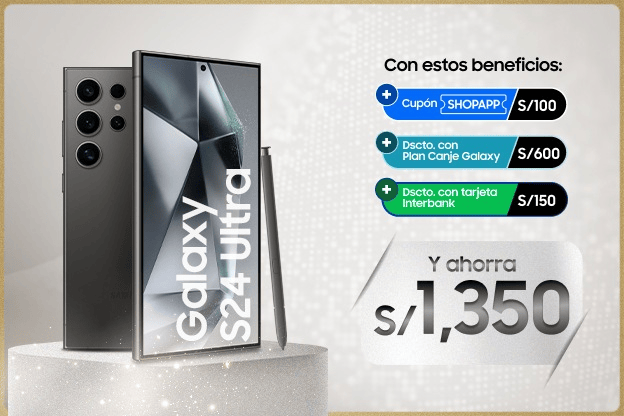 Con estos beneficios:
+ Cupón SHOPAPP S/100
+ Dscto. con
Plan Canje Galaxy S/600
+ Dscto. con tarjeta
Interbank S/150
Y ahorra
S/1,350
Galaxy
S24 Ultra